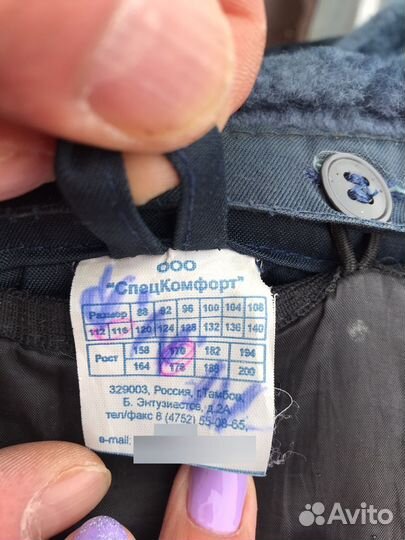 ООО
"СпецКомфорт"
Размер 88 92 96 100 104 108
112 116 120 124 128 132 136 140
Рост 158 170 182 194
164 176 188 200
329003, Россия, г.Тамбов,
Б. Энтузиастов, д.2А
тел/факс 8 (4752) 55-08-65,
e-mail:
Avito